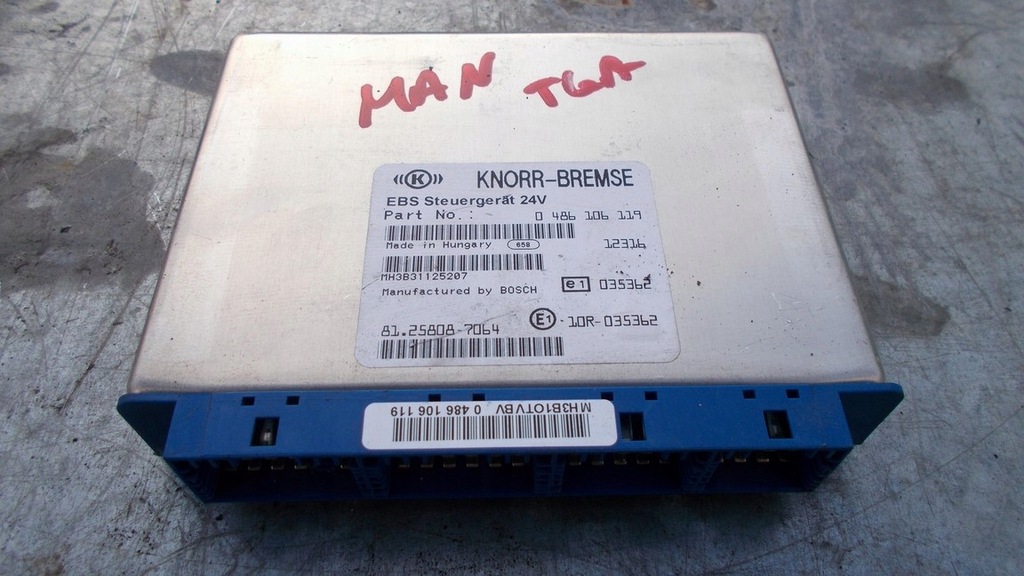 MAN TGA
((K)) KNORR-BREMSE
EBS Steuergerät 24V
Part No.: 0 486 106 119
Made in Hungary 658 12316
MH3B31125207
Manufactured by BOSCH e1 035362
81.25808-7064 E1 10R-035362
MH3B1OTVBV 0 486 106 119